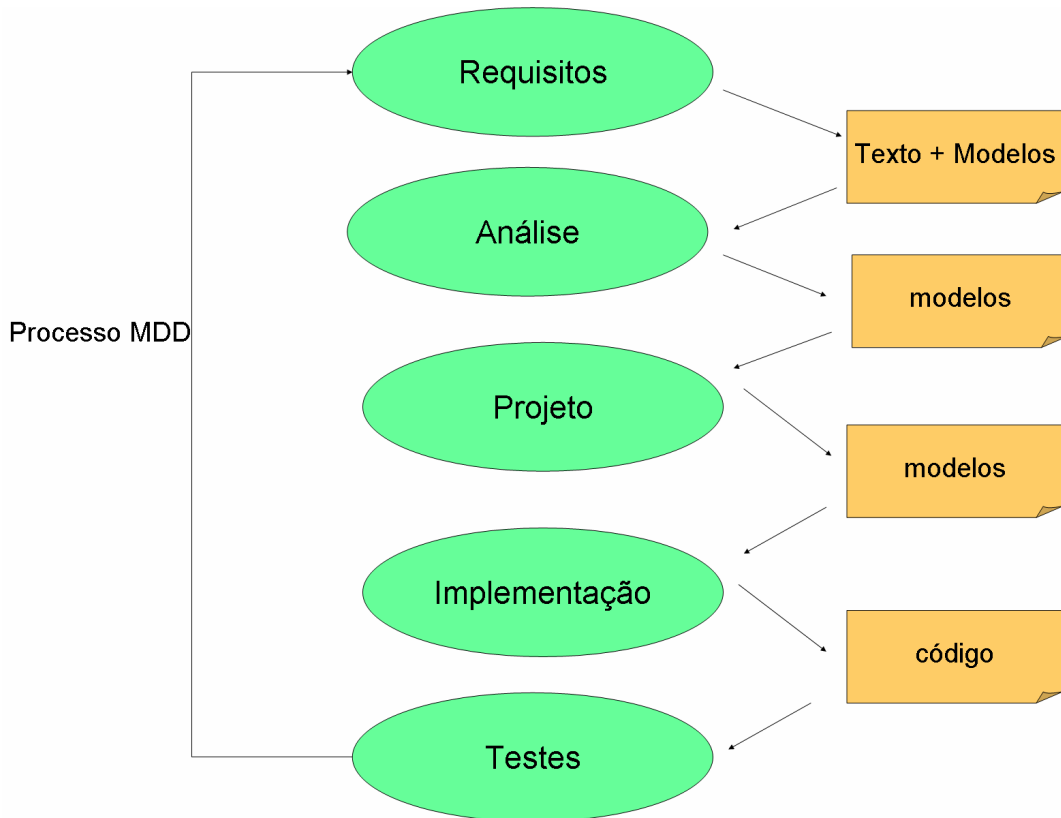 Requisitos
Texto + Modelos
Análise
modelos
Processo MDD
Projeto
modelos
Implementação
código
Testes